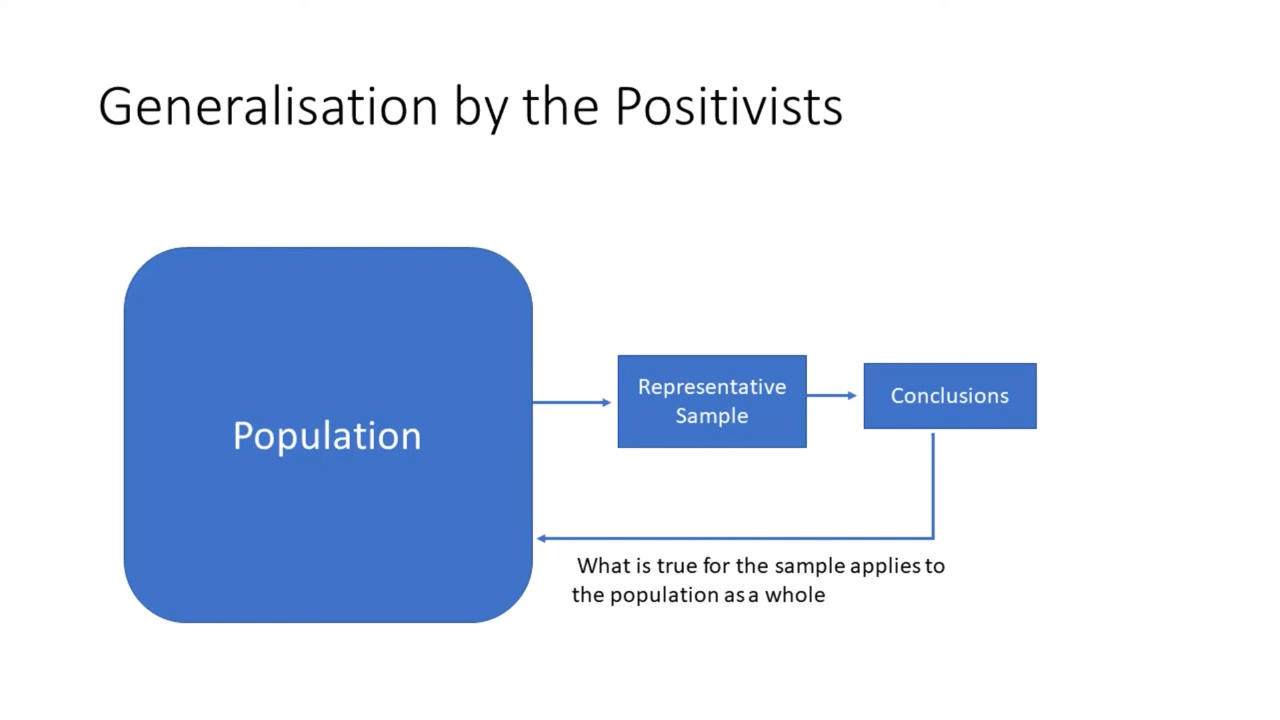 Generalisation by the Positivists
Population
Representative
Sample
Conclusions
What is true for the sample applies to
the population as a whole